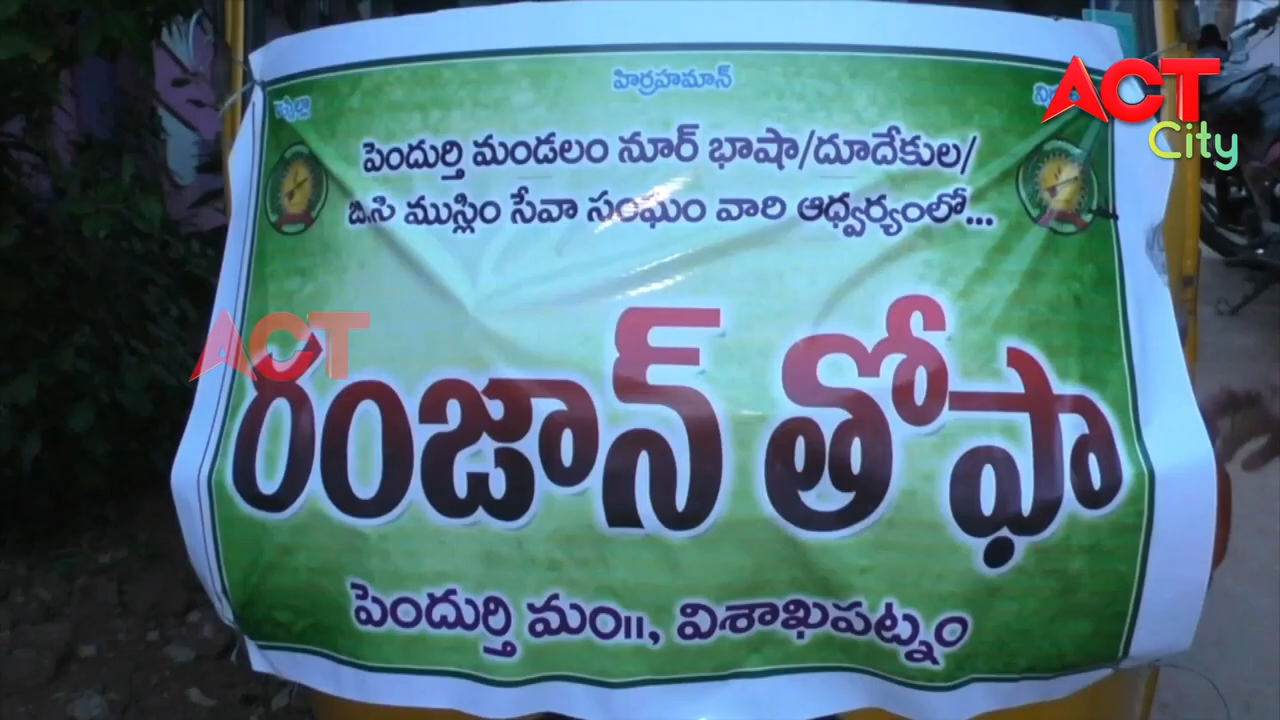 హిర్రహమాన్
ACT
City
పెందుర్తి మండలం నూర్ భాషా/దూదేకుల/
బి.సి ముస్లిం సేవా సంఘం వారి ఆధ్వర్యంలో...
ACT
రంజాన్ తోఫా
పెందుర్తి మం॥, విశాఖపట్నం